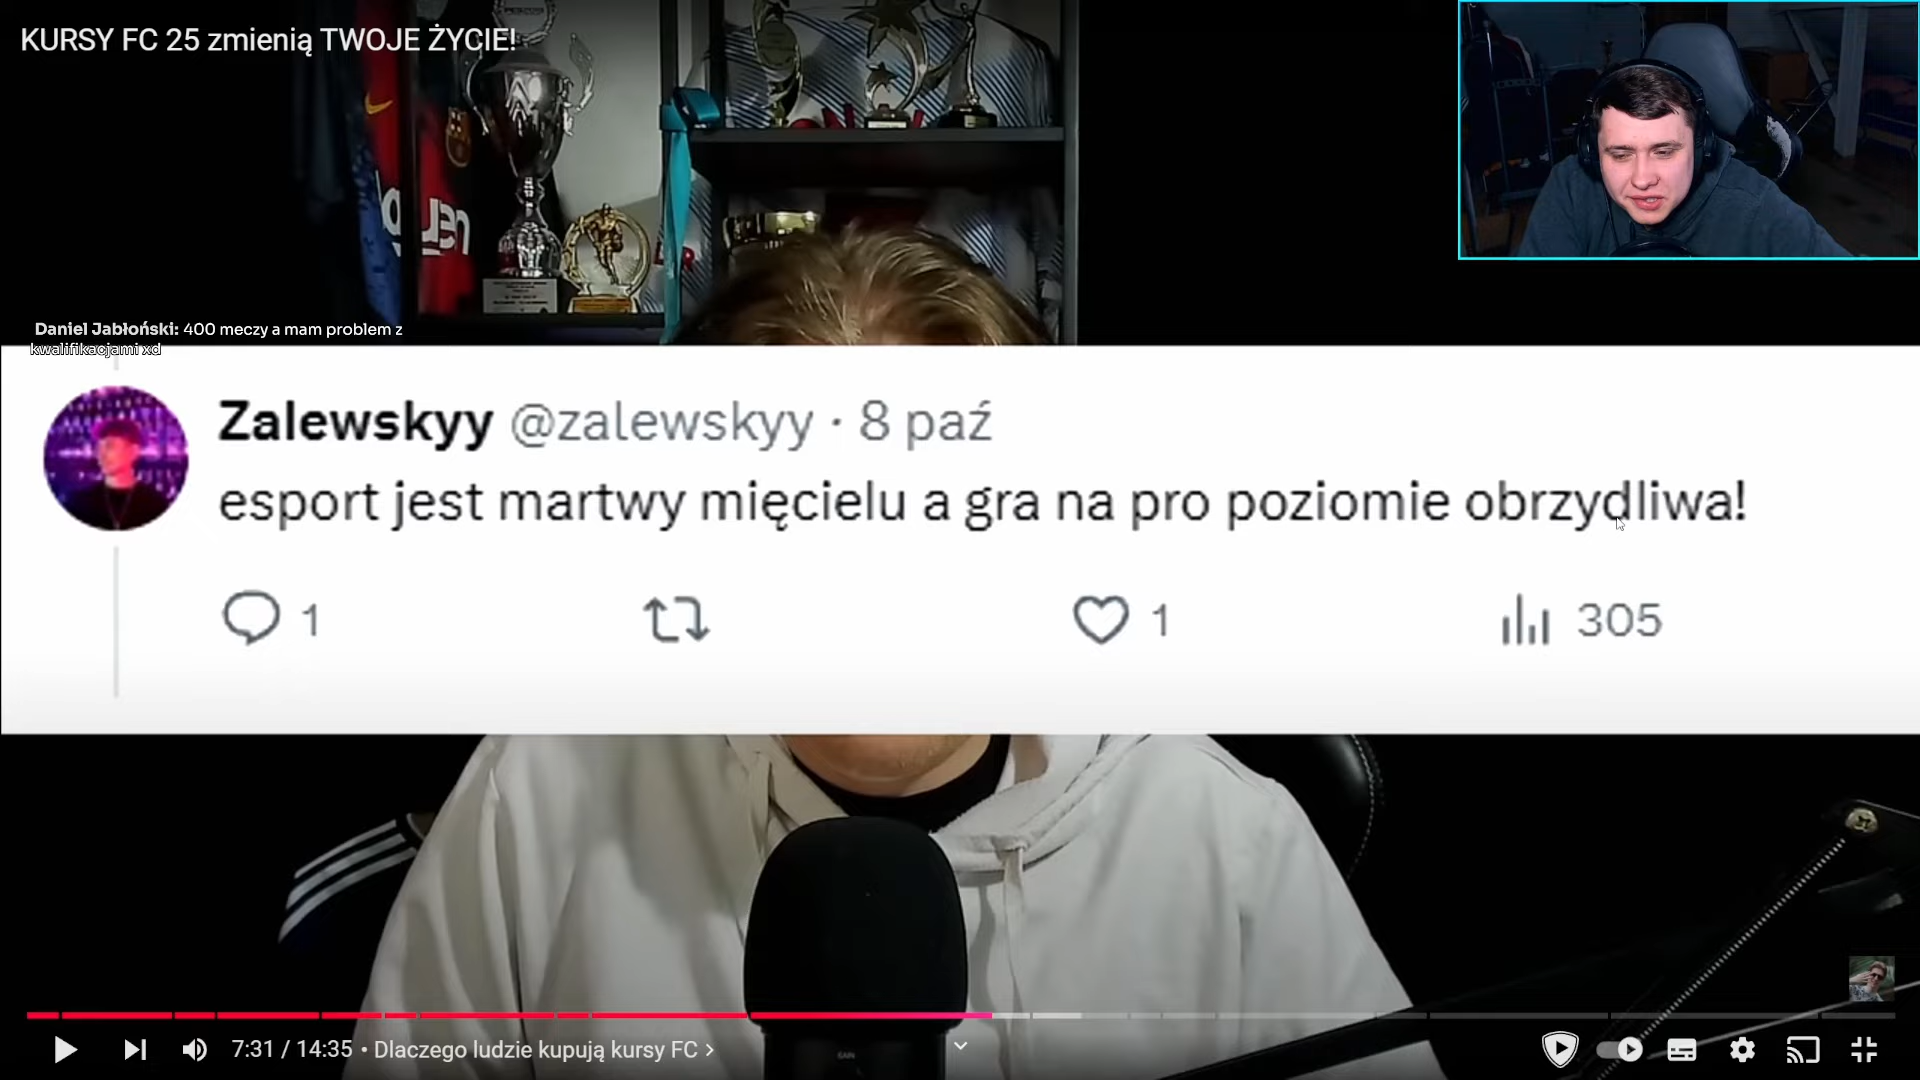 KURSY FC 25 zmienią TWOJE ŻYCIE!
Daniel Jabłoński: 400 meczy a mam problem z
kwalifikacjami xd
Zalewskyy @zalewskyy · 8 paź
esport jest martwy mięcielu a gra na pro poziomie obrzydliwa!
1 1 305
7:31 / 14:35 • Dlaczego ludzie kupują kursy FC